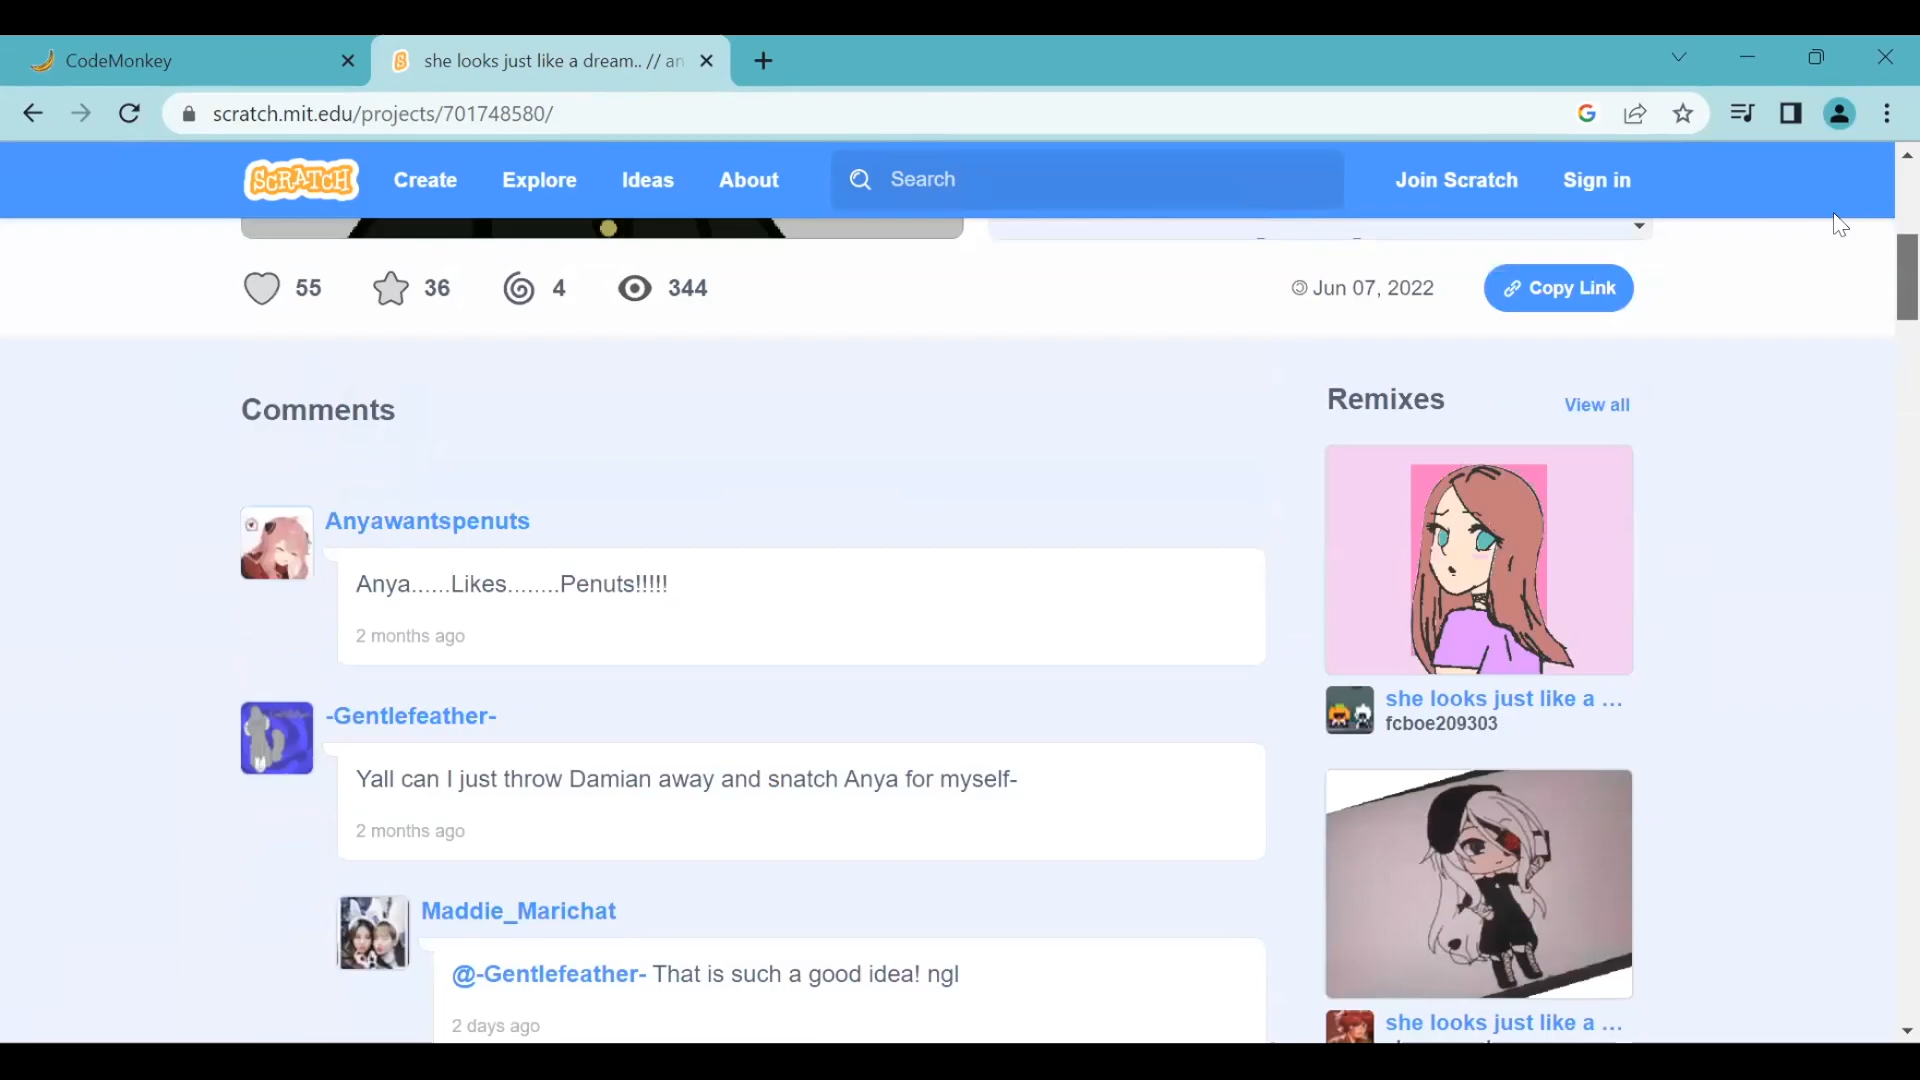 CodeMonkey
she looks just like a dream.. // an
scratch.mit.edu/projects/701748580/
SCRATCH
Create
Explore
Ideas
About
Search
Join Scratch
Sign in
55
36
4
344
Jun 07, 2022
Copy Link
Comments
Anyawantspenuts
Anya......Likes........Penuts!!!!!
2 months ago
-Gentlefeather-
Yall can I just throw Damian away and snatch Anya for myself-
2 months ago
Maddie_Marichat
@-Gentlefeather- That is such a good idea! ngl
2 days ago
Remixes
View all
she looks just like a ...
fcboe209303
she looks just like a ...